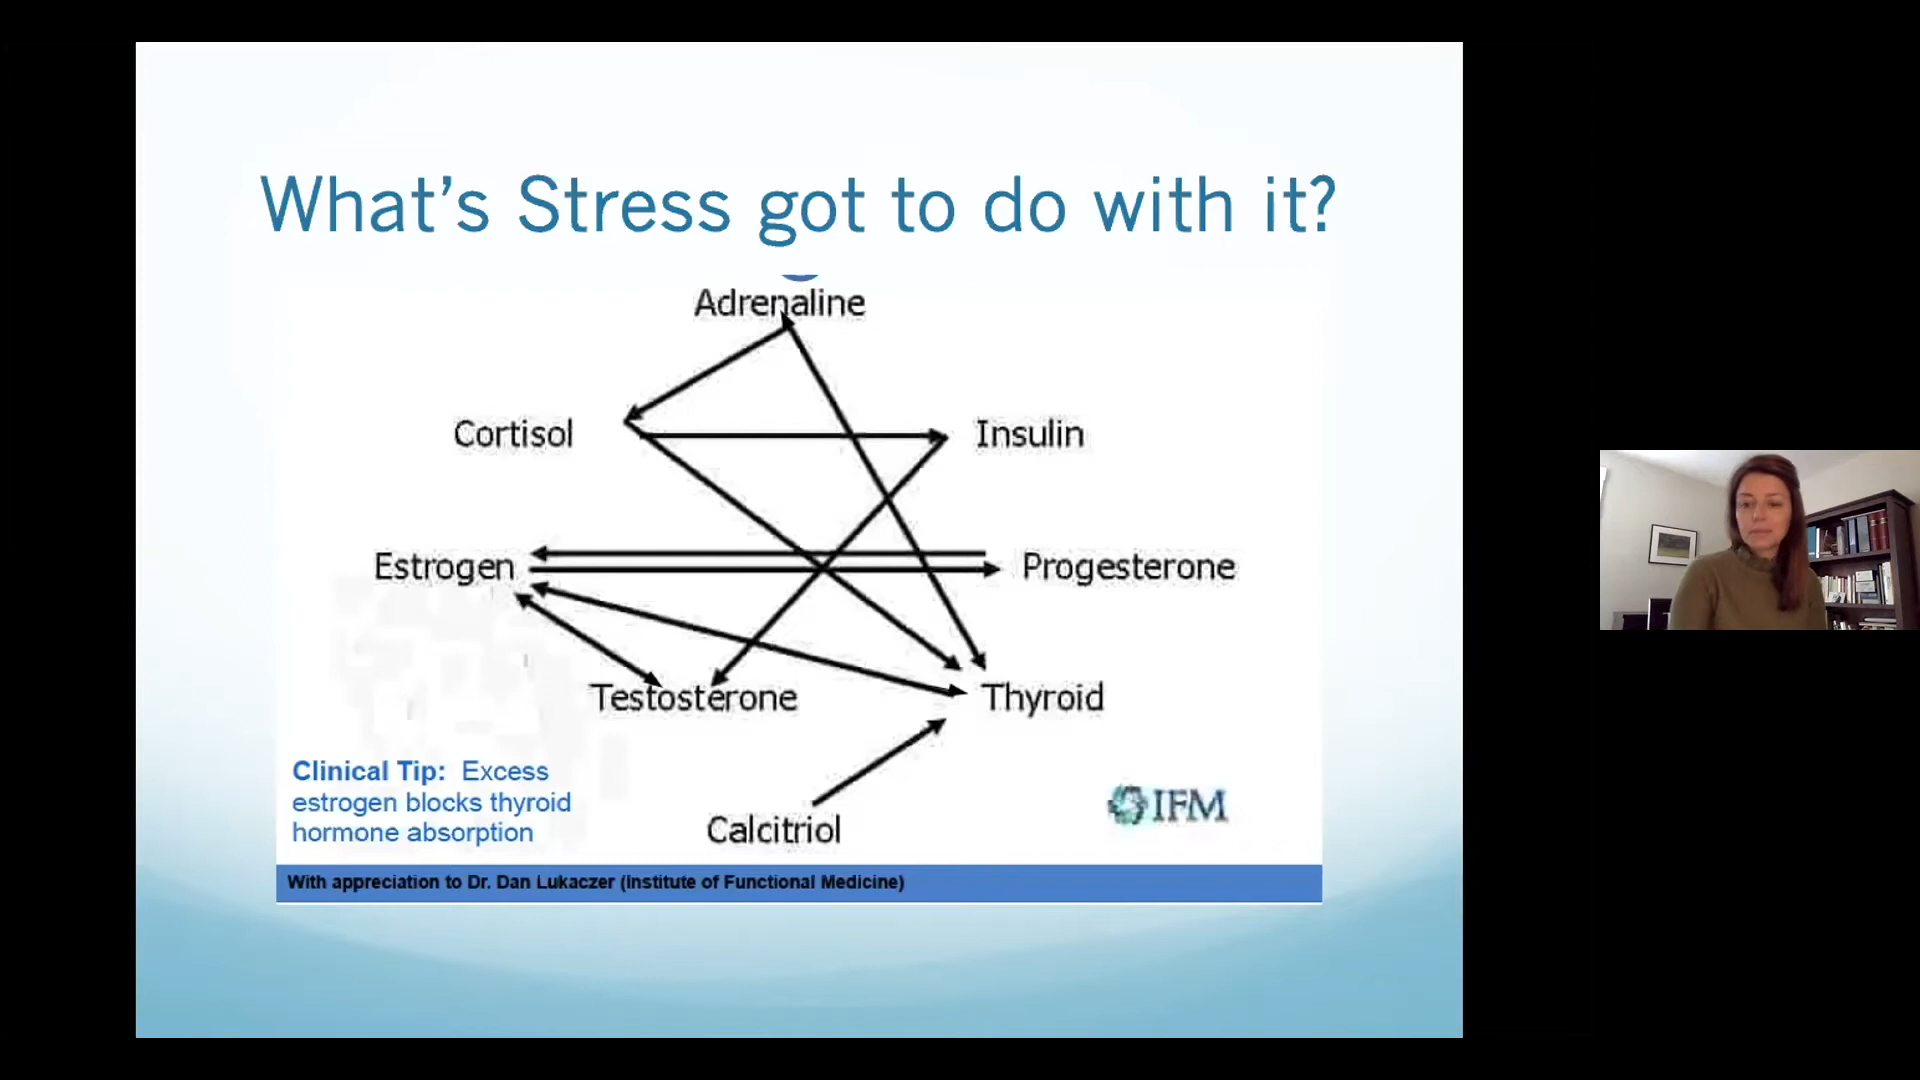 What's Stress got to do with it?
Adrenaline
Cortisol
Insulin
Estrogen
Progesterone
Testosterone
Thyroid
Clinical Tip: Excess
estrogen blocks thyroid
hormone absorption
Calcitriol
IFM
With appreciation to Dr. Dan Lukaczer (Institute of Functional Medicine)